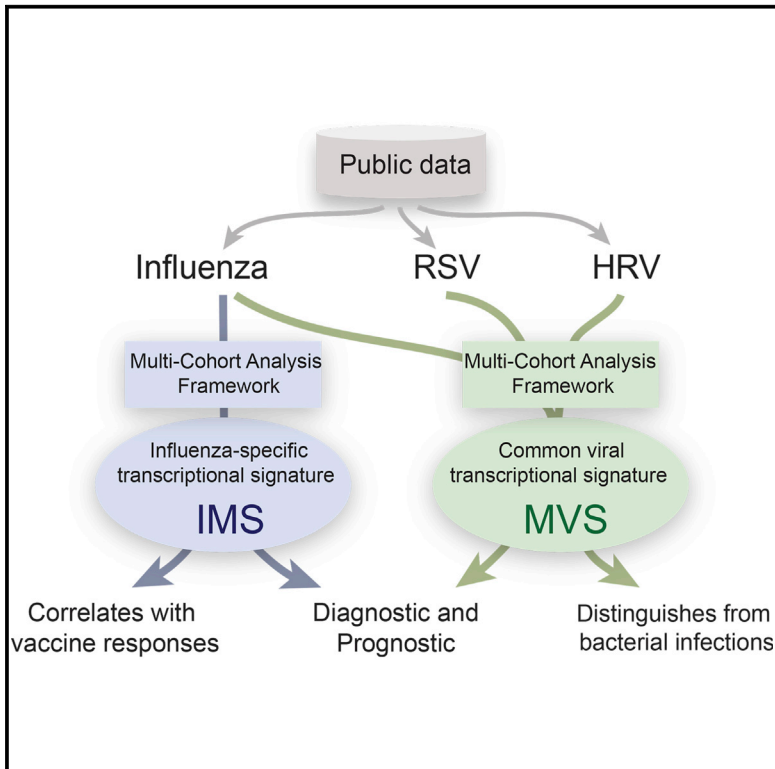 Public data
Influenza
RSV
HRV
Multi-Cohort Analysis
Framework
Multi-Cohort Analysis
Framework
Influenza-specific
transcriptional signature
IMS
Common viral
transcriptional signature
MVS
Correlates with
vaccine responses
Diagnostic and
Prognostic
Distinguishes from
bacterial infections